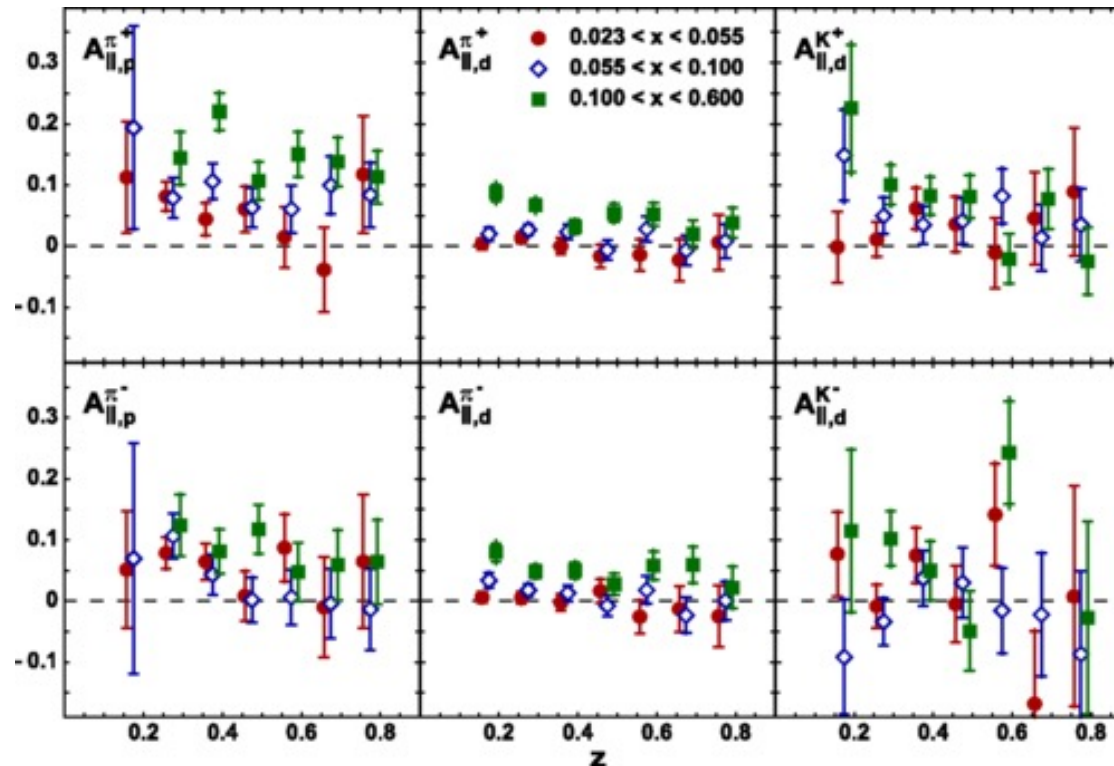 A∥,p^π+
A∥,d^π+
A∥,d^K+
0.023 < x < 0.055
0.055 < x < 0.100
0.100 < x < 0.600
0.3
0.2
0.1
0
-0.1
A∥,p^π-
A∥,d^π-
A∥,d^K-
0.3
0.2
0.1
0
-0.1
0.2 0.4 0.6 0.8 0.2 0.4 0.6 0.8 0.2 0.4 0.6 0.8
z